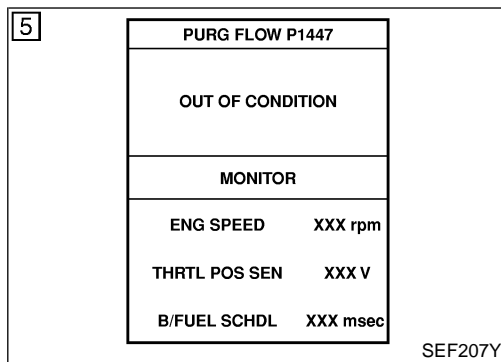 5
PURG FLOW P1447
OUT OF CONDITION
MONITOR
ENG SPEED XXX rpm
THRTL POS SEN XXX V
B/FUEL SCHDL XXX msec
SEF207Y